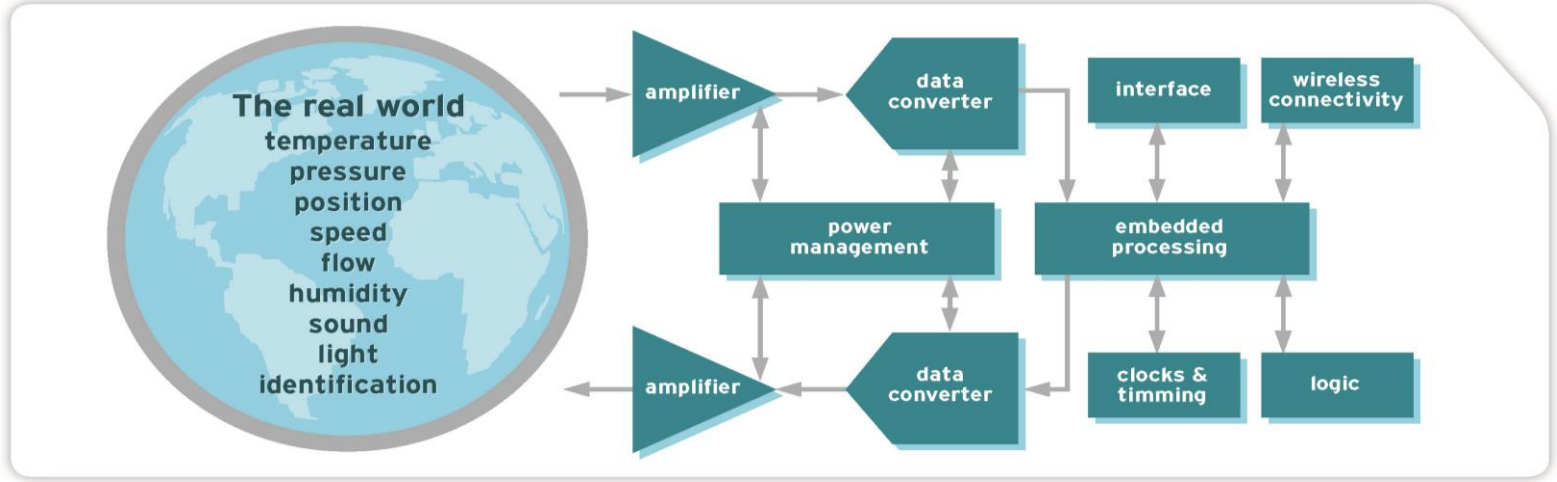 The real world
temperature
pressure
position
speed
flow
humidity
sound
light
identification
amplifier
data
converter
interface
wireless
connectivity
power
management
embedded
processing
amplifier
data
converter
clocks &
timming
logic